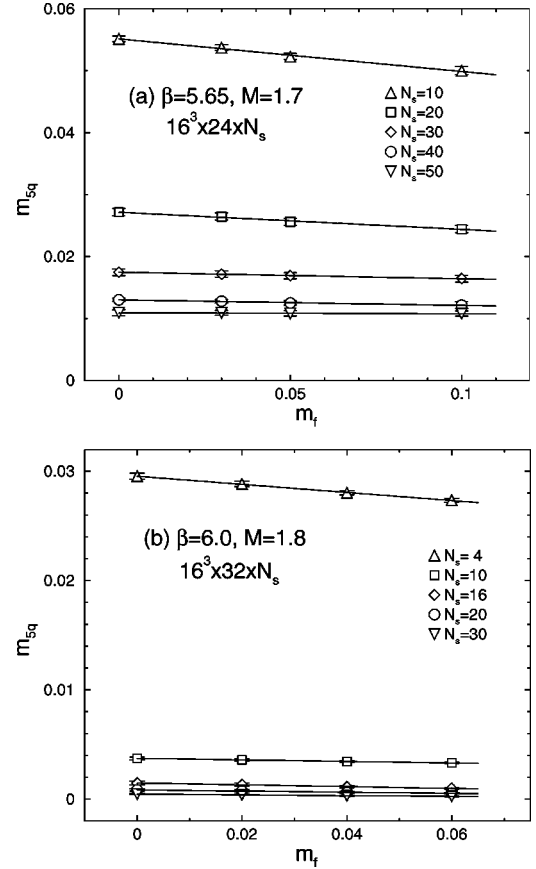 0.06
0.04
0.02
0
m5q
(a) β=5.65, M=1.7
16³x24xNs
Ns=10
Ns=20
Ns=30
Ns=40
Ns=50
0 0.05 0.1
mf
0.03
0.02
0.01
0
m5q
(b) β=6.0, M=1.8
16³x32xNs
Ns= 4
Ns=10
Ns=16
Ns=20
Ns=30
0 0.02 0.04 0.06
mf